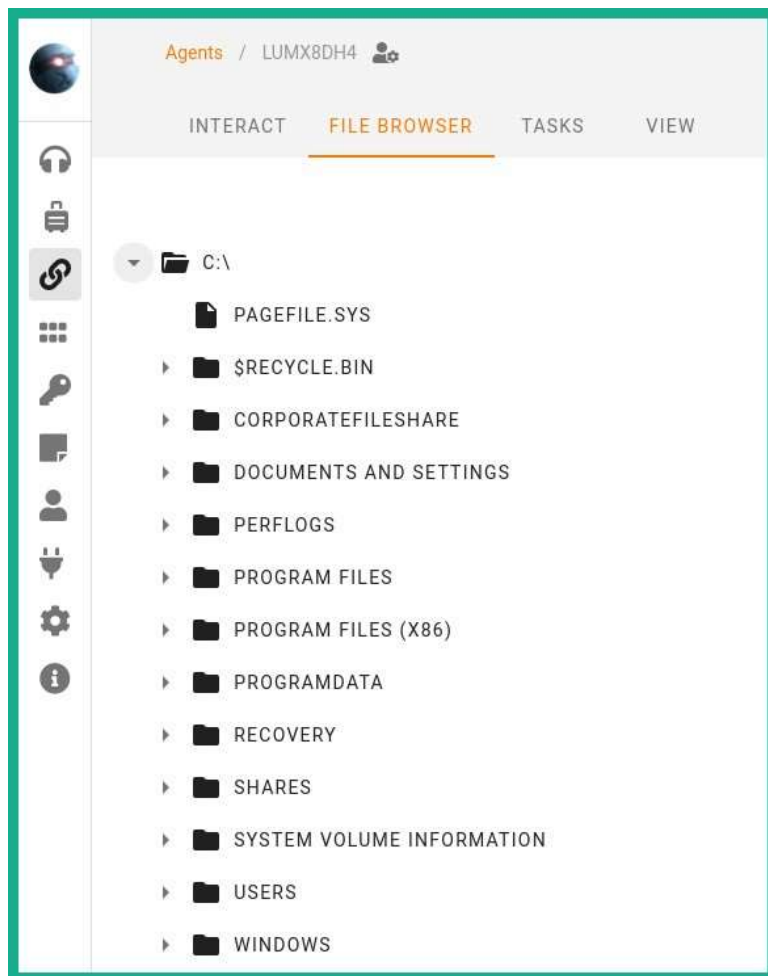 Agents / LUMX8DH4
INTERACT FILE BROWSER TASKS VIEW
C:\
PAGEFILE.SYS
$RECYCLE.BIN
CORPORATEFILESHARE
DOCUMENTS AND SETTINGS
PERFLOGS
PROGRAM FILES
PROGRAM FILES (X86)
PROGRAMDATA
RECOVERY
SHARES
SYSTEM VOLUME INFORMATION
USERS
WINDOWS